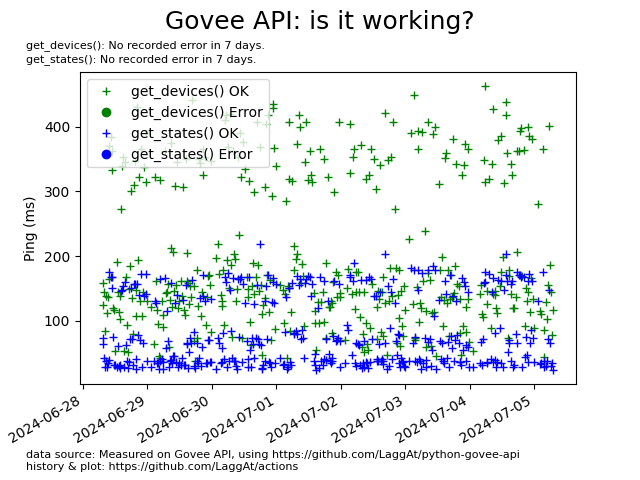 Govee API: is it working?
get_devices(): No recorded error in 7 days.
get_states(): No recorded error in 7 days.
get_devices() OK
get_devices() Error
get_states() OK
get_states() Error
Ping (ms)
400
300
200
100
2024-06-28
2024-06-29
2024-06-30
2024-07-01
2024-07-02
2024-07-03
2024-07-04
2024-07-05
data source: Measured on Govee API, using https://github.com/LaggAt/python-govee-api
history & plot: https://github.com/LaggAt/actions